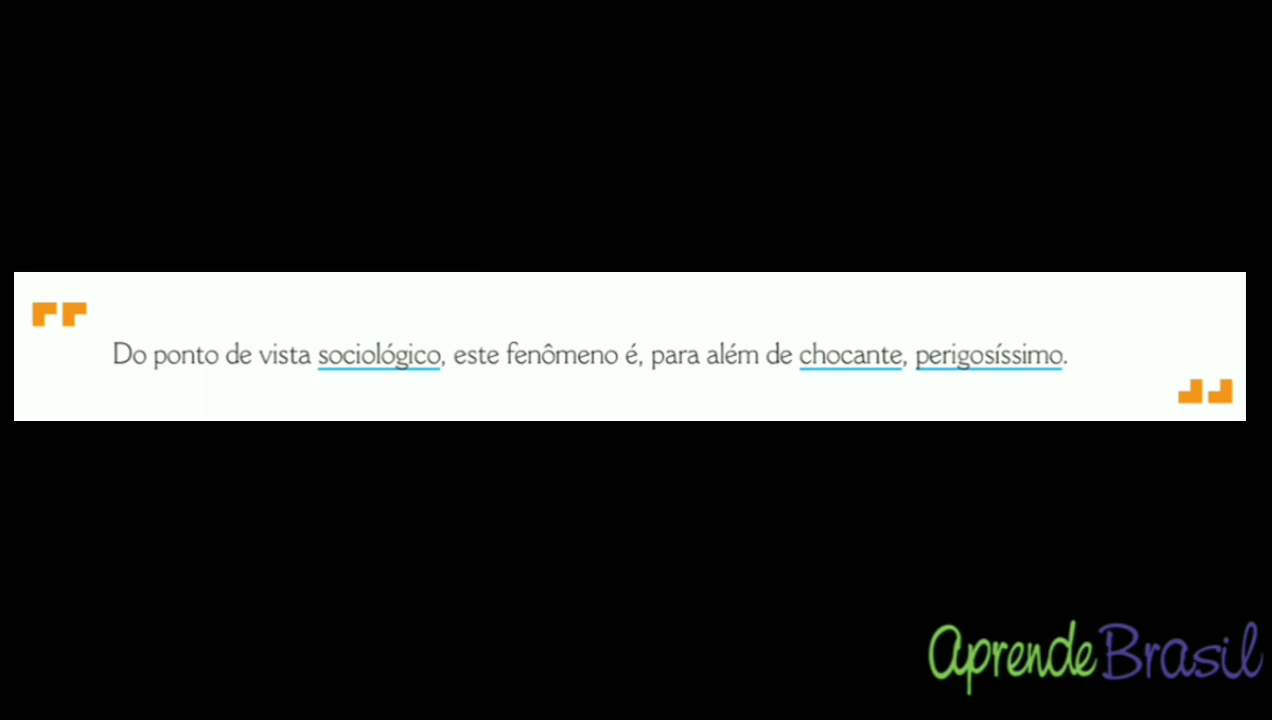 Do ponto de vista sociológico, este fenômeno é, para além de chocante, perigosíssimo.
aprendeBrasil